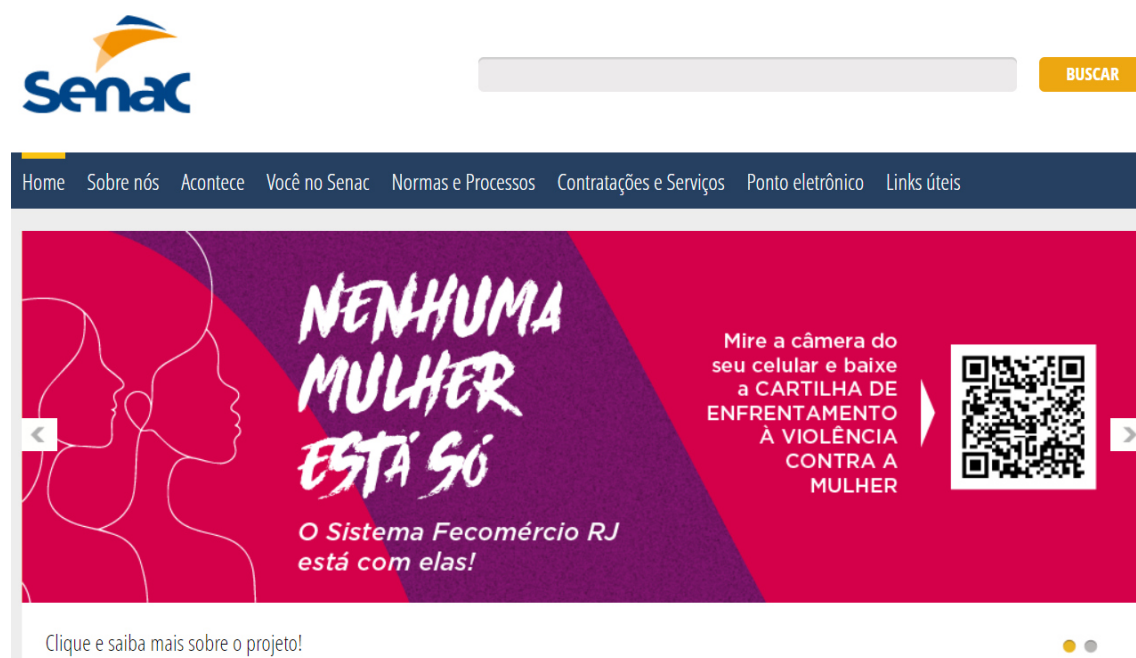 Senac
BUSCAR
Home Sobre nós Acontece Você no Senac Normas e Processos Contratações e Serviços Ponto eletrônico Links úteis
NENHUMA
MULHER
ESTÁ SÓ
O Sistema Fecomércio RJ
está com elas!
Mire a câmera do
seu celular e baixe
a CARTILHA DE
ENFRENTAMENTO
À VIOLÊNCIA
CONTRA A
MULHER
Clique e saiba mais sobre o projeto!